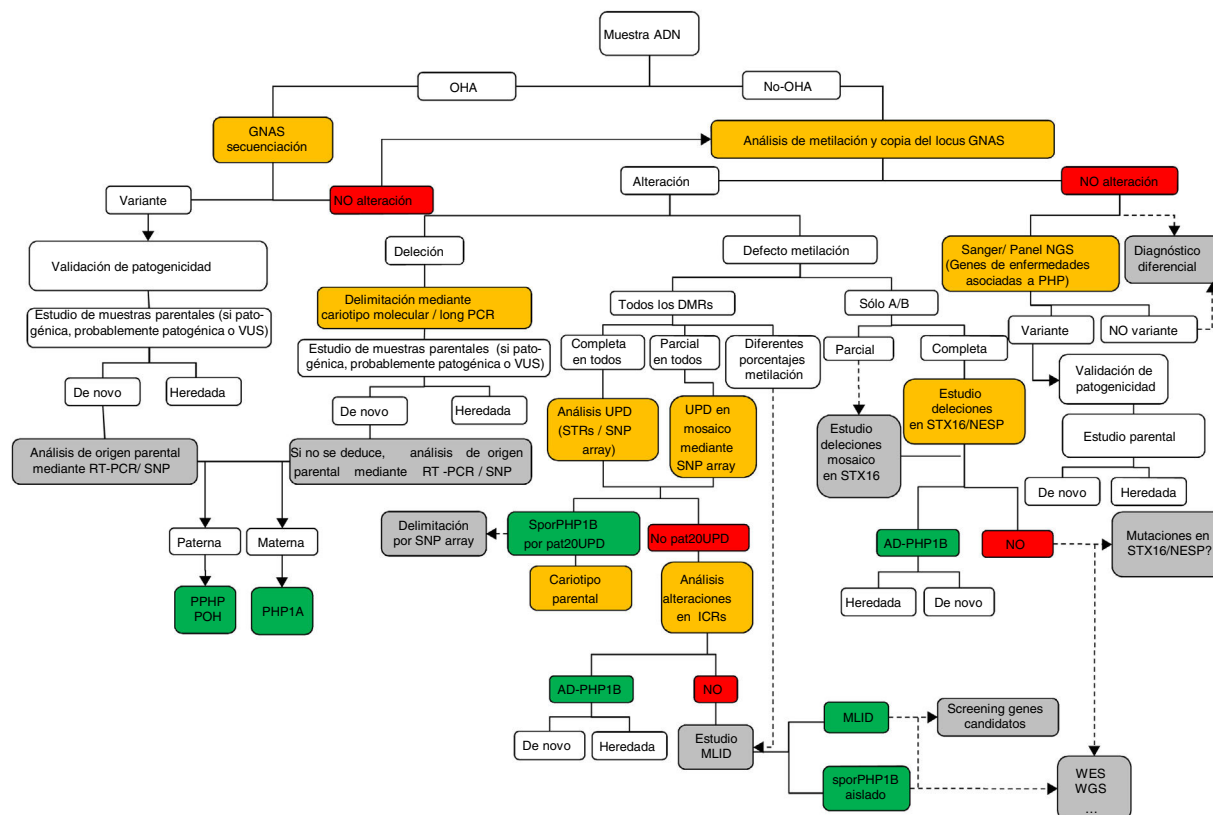 Muestra ADN
OHA
No-OHA
GNAS
secuenciación
Análisis de metilación y copia del locus GNAS
Variante
NO alteración
Alteración
NO alteración
Validación de patogenicidad
Deleción
Defecto metilación
Sanger/ Panel NGS
(Genes de enfermedades
asociadas a PHP)
Diagnóstico
diferencial
Estudio de muestras parentales (si pato-
génica, probablemente patogénica o VUS)
Delimitación mediante
cariotipo molecular / long PCR
Todos los DMRs
Sólo A/B
Variante
NO variante
Estudio de muestras parentales (si pato-
génica, probablemente patogénica o VUS)
Completa
en todos
Parcial
en todos
Diferentes
porcentajes
metilación
Parcial
Completa
Validación de
patogenicidad
De novo
Heredada
De novo
Heredada
Análisis UPD
(STRs / SNP
array)
UPD en
mosaico
mediante
SNP array
Estudio
deleciones
mosaico
en STX16
Estudio
deleciones
en STX16/NESP
Estudio parental
Análisis de origen parental
mediante RT-PCR/ SNP
Si no se deduce, análisis de origen
parental mediante RT -PCR / SNP
De novo
Heredada
Paterna
Materna
Delimitación
por SNP array
SporPHP1B
por pat20UPD
No pat20UPD
AD-PHP1B
NO
Mutaciones en
STX16/NESP?
PPHP
POH
PHP1A
Cariotipo
parental
Análisis
alteraciones
en ICRs
Heredada
De novo
AD-PHP1B
NO
De novo
Heredada
Estudio
MLID
MLID
Screening genes
candidatos
sporPHP1B
aislado
WES
WGS
...